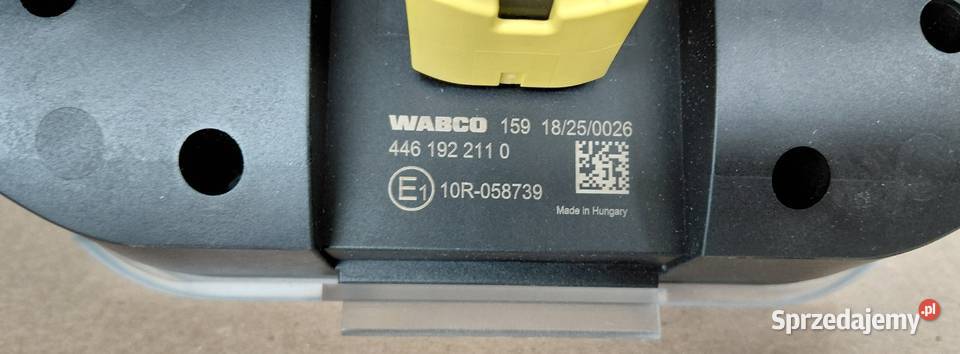 WABCO 159 18/25/0026
446 192 211 0
E1 10R-058739
Made in Hungary
Sprzedajemy.pl